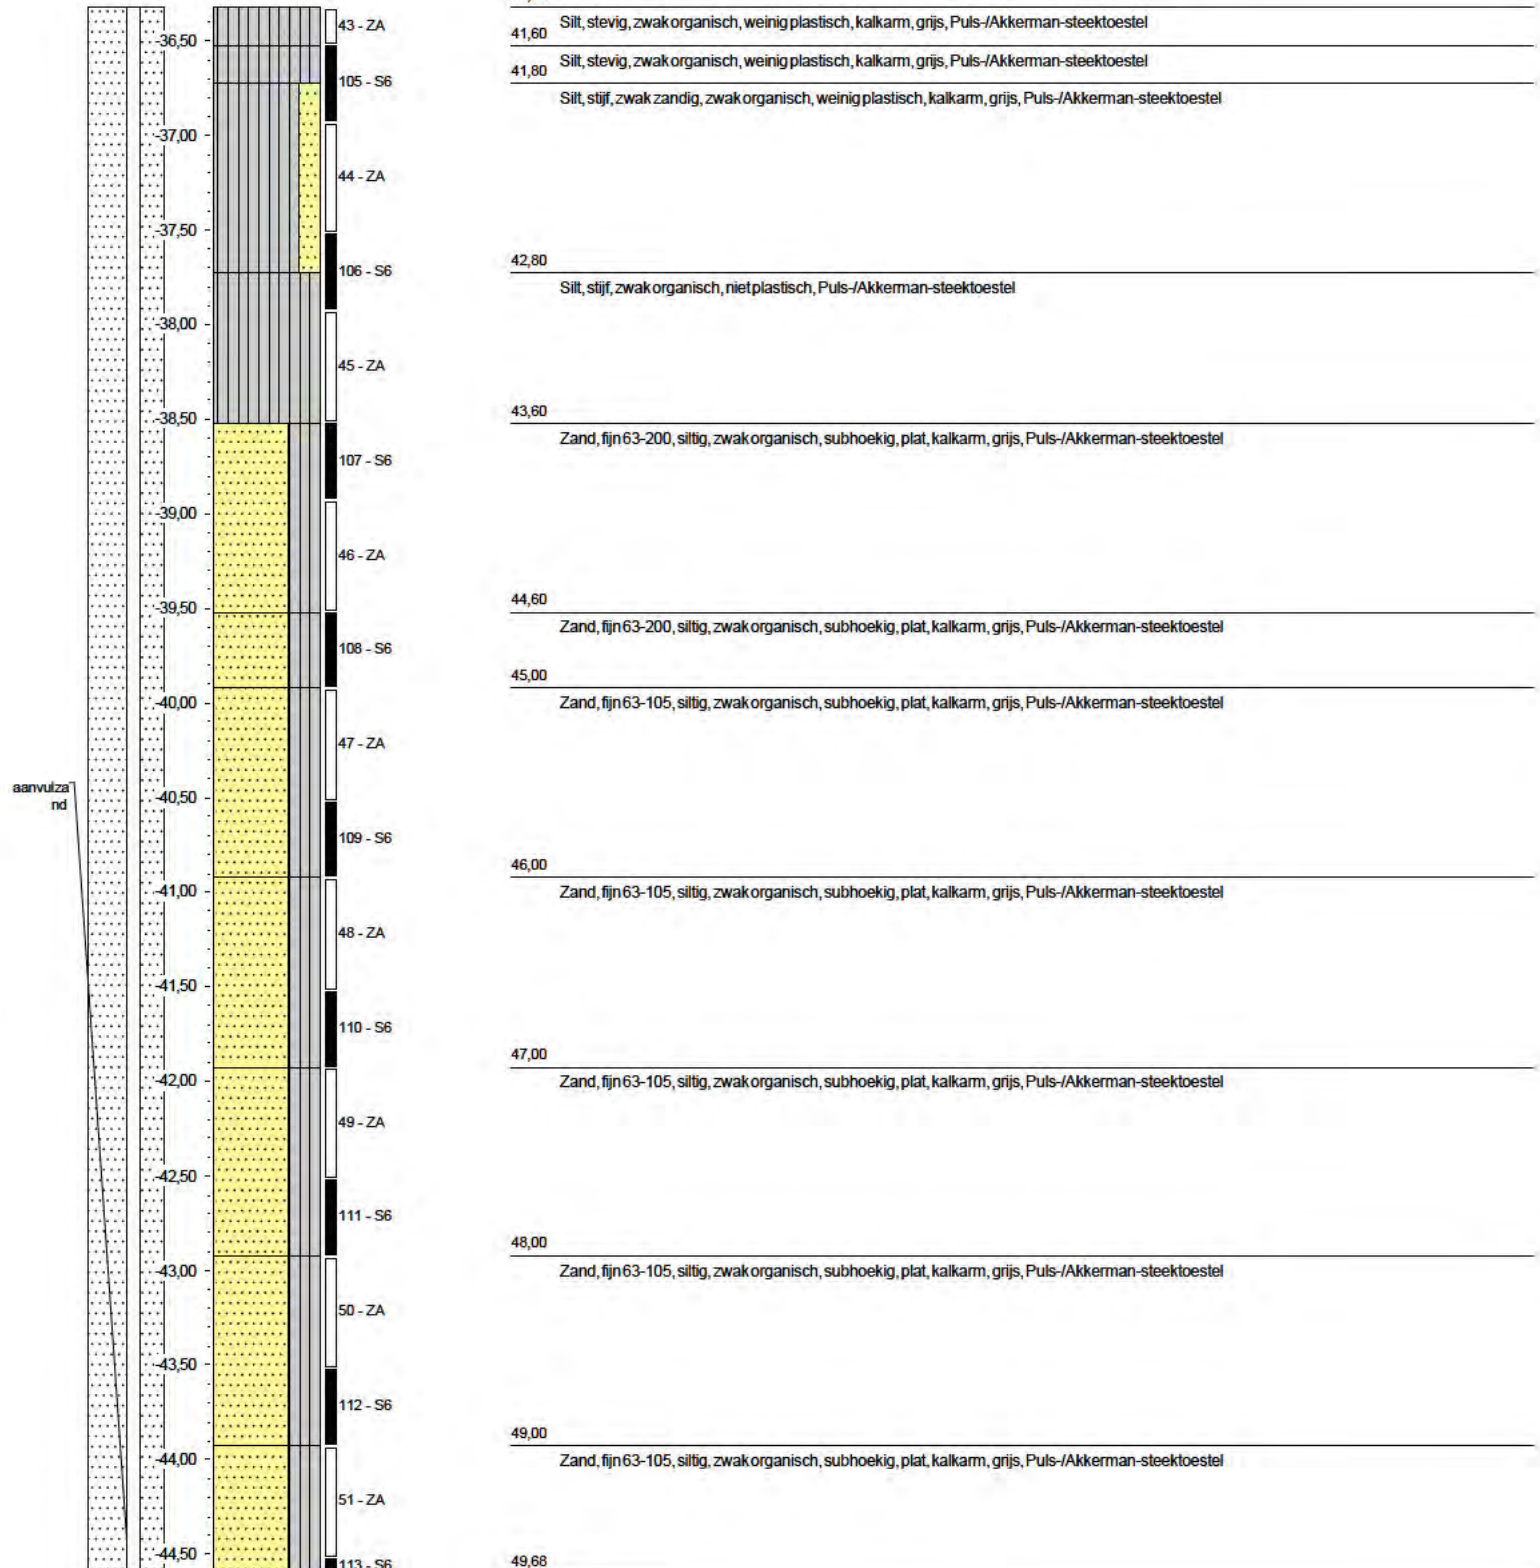 43 - ZA
Silt, stevig, zwak organisch, weinig plastisch, kalkarm, grijs, Puls-/Akkerman-steektoestel
-36,50
41,60
Silt, stevig, zwak organisch, weinig plastisch, kalkarm, grijs, Puls-/Akkerman-steektoestel
105 - S6
41,80
Silt, stijf, zwak zandig, zwak organisch, weinig plastisch, kalkarm, grijs, Puls-/Akkerman-steektoestel
-37,00
44 - ZA
-37,50
42,80
106 - S6
Silt, stijf, zwak organisch, niet plastisch, Puls-/Akkerman-steektoestel
-38,00
45 - ZA
-38,50
43,60
Zand, fijn 63-200, siltig, zwak organisch, subhoekig, plat, kalkarm, grijs, Puls-/Akkerman-steektoestel
107 - S6
-39,00
46 - ZA
-39,50
44,60
Zand, fijn 63-200, siltig, zwak organisch, subhoekig, plat, kalkarm, grijs, Puls-/Akkerman-steektoestel
108 - S6
45,00
-40,00
Zand, fijn 63-105, siltig, zwak organisch, subhoekig, plat, kalkarm, grijs, Puls-/Akkerman-steektoestel
47 - ZA
aanvulza
nd
-40,50
109 - S6
46,00
-41,00
Zand, fijn 63-105, siltig, zwak organisch, subhoekig, plat, kalkarm, grijs, Puls-/Akkerman-steektoestel
48 - ZA
-41,50
110 - S6
47,00
-42,00
Zand, fijn 63-105, siltig, zwak organisch, subhoekig, plat, kalkarm, grijs, Puls-/Akkerman-steektoestel
49 - ZA
-42,50
111 - S6
48,00
-43,00
Zand, fijn 63-105, siltig, zwak organisch, subhoekig, plat, kalkarm, grijs, Puls-/Akkerman-steektoestel
50 - ZA
-43,50
112 - S6
49,00
-44,00
Zand, fijn 63-105, siltig, zwak organisch, subhoekig, plat, kalkarm, grijs, Puls-/Akkerman-steektoestel
51 - ZA
-44,50
113 - S6
49,68